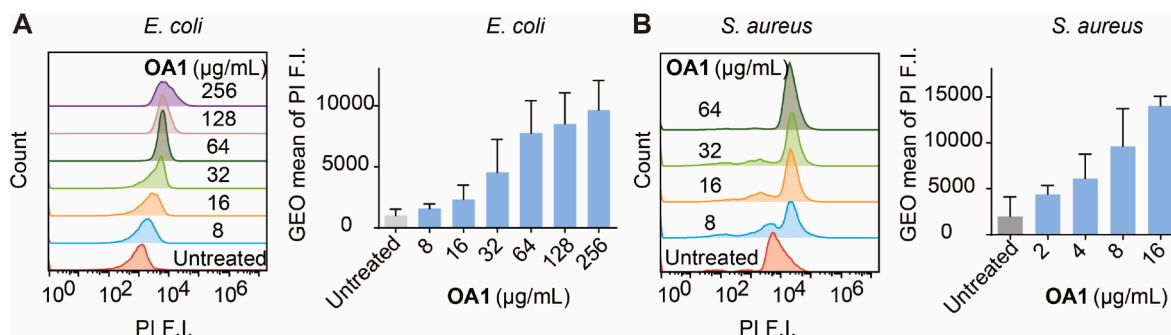 A
E. coli
OA1 (µg/mL)
256
128
64
32
16
8
Untreated
Count
10⁰ 10² 10⁴ 10⁶
PI F.I.
E. coli
GEO mean of PI F.I.
10000
5000
0
Untreated 8 16 32 64 128 256
OA1 (µg/mL)
B
S. aureus
OA1 (µg/mL)
64
32
16
8
Untreated
Count
10⁰ 10² 10⁴ 10⁶
PI F.I.
S. aureus
GEO mean of PI F.I.
15000
10000
5000
0
Untreated 2 4 8 16
OA1 (µg/mL)